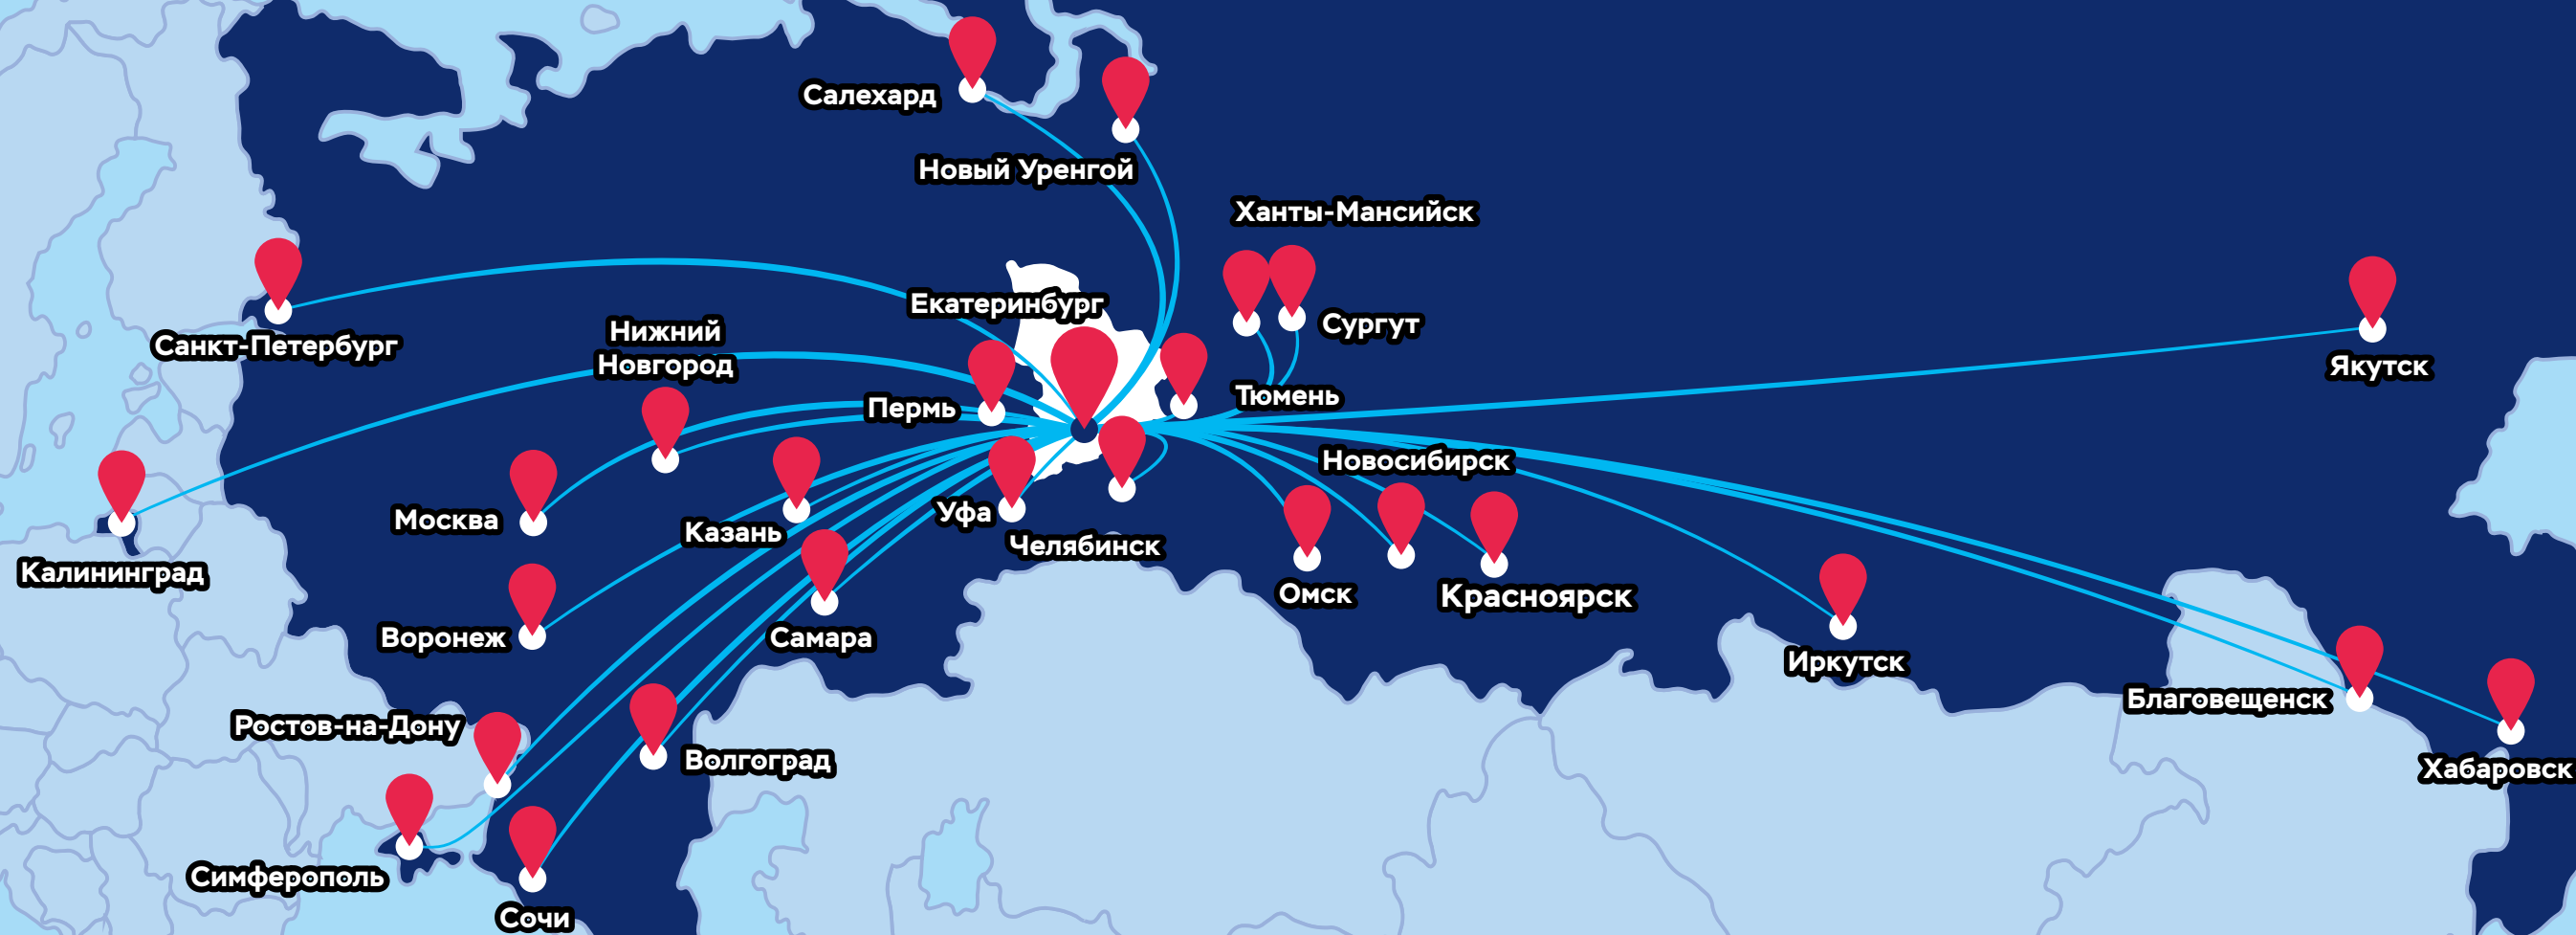 Салехард
Новый Уренгой
Ханты-Мансийск
Екатеринбург
Сургут
Санкт-Петербург
Нижний
Новгород
Якутск
Тюмень
Пермь
Новосибирск
Москва
Казань
Уфа
Челябинск
Калининград
Омск
Красноярск
Воронеж
Самара
Иркутск
Благовещенск
Ростов-на-Дону
Волгоград
Хабаровск
Симферополь
Сочи